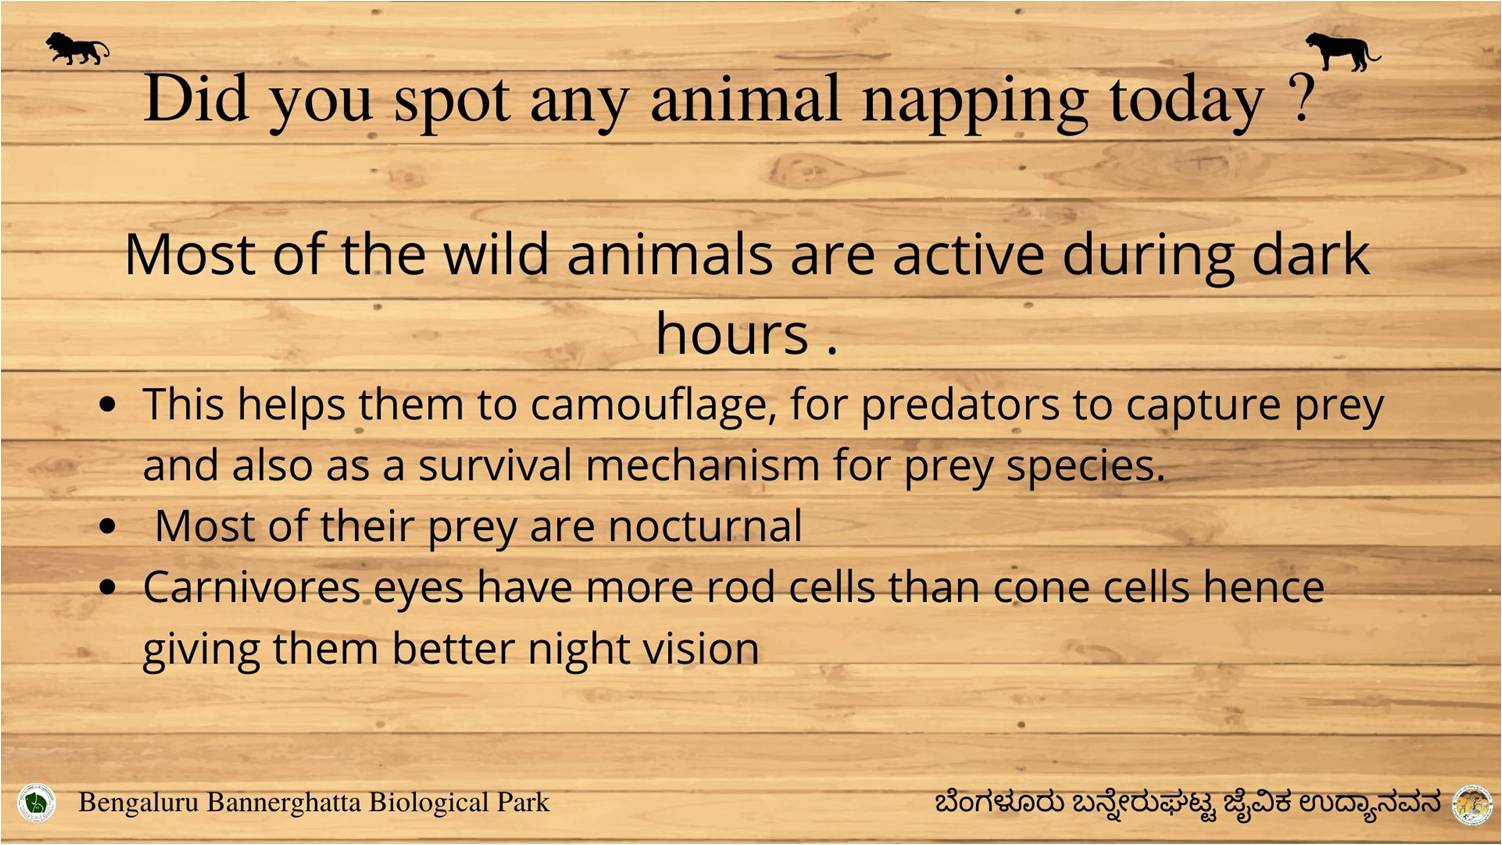 Did you spot any animal napping today ?
Most of the wild animals are active during dark
hours .
• This helps them to camouflage, for predators to capture prey
and also as a survival mechanism for prey species.
• Most of their prey are nocturnal
• Carnivores eyes have more rod cells than cone cells hence
giving them better night vision
Bengaluru Bannerghatta Biological Park
ಬೆಂಗಳೂರು ಬನ್ನೇರುಘಟ್ಟ ಜೈವಿಕ ಉದ್ಯಾನವನ